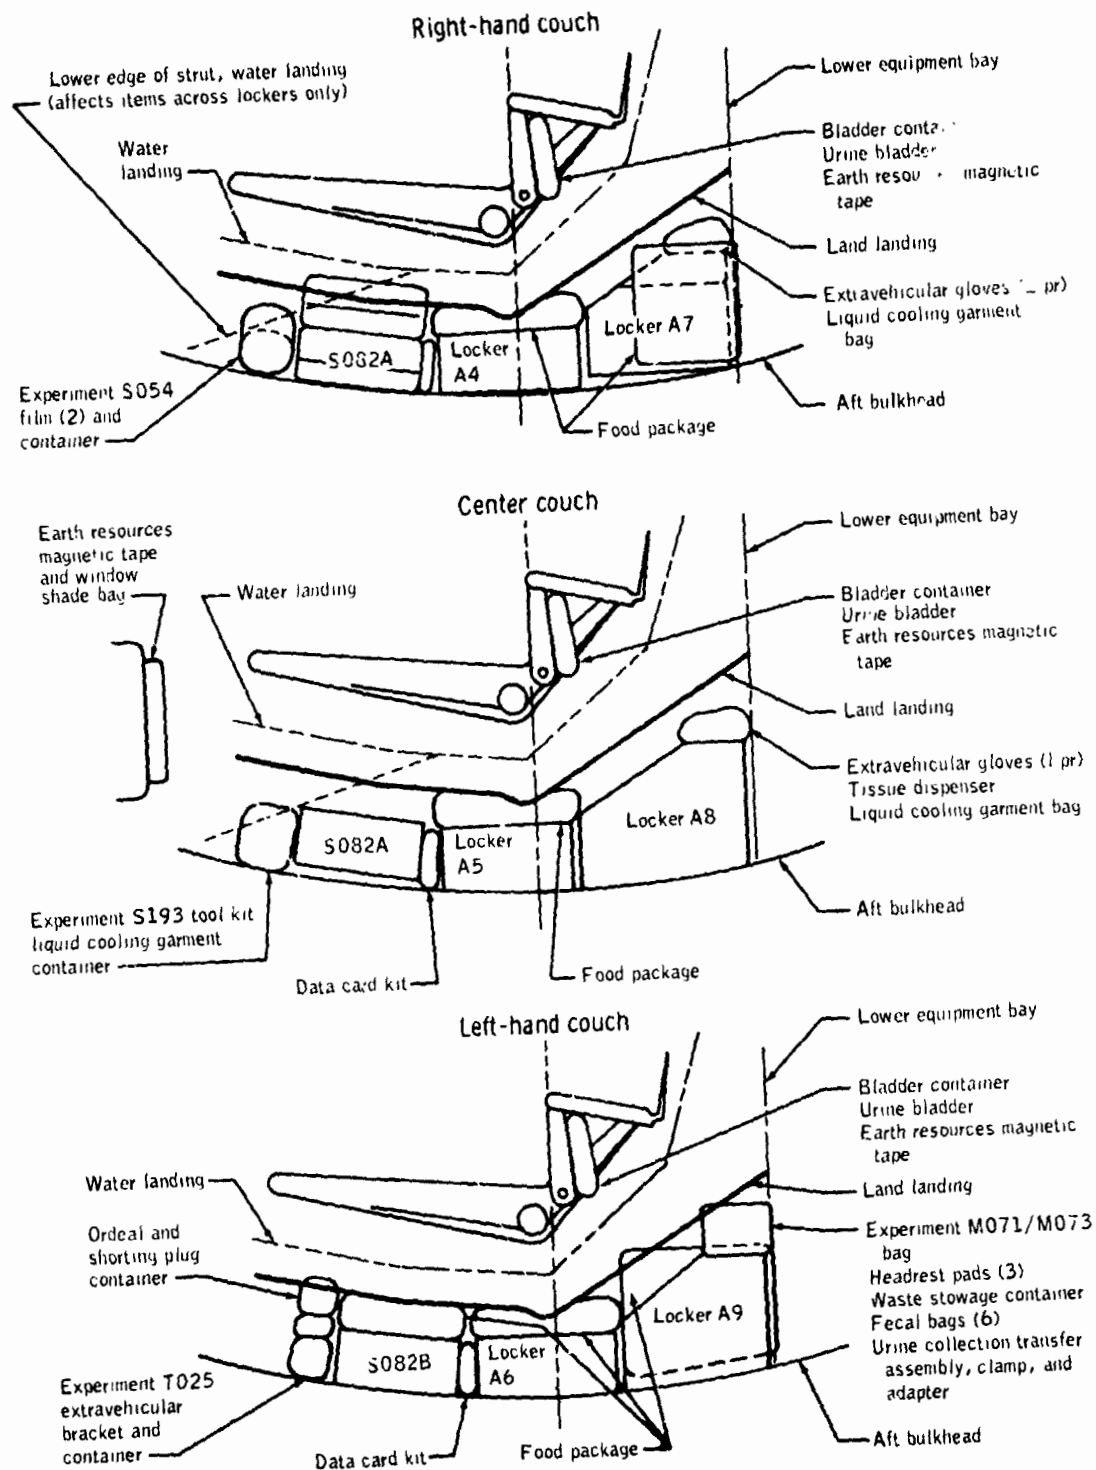 Right-hand couch
Lower edge of strut, water landing
(affects items across lockers only)
Water
landing
Lower equipment bay
Bladder
Urine bladder
Earth magnetic
tape
Land landing
Extravehicular gloves pr)
Liquid cooling garment
bag
Locker A7
S082A
Locker
A4
Experiment S054
film (2) and
container
Food package
Aft bulkhead
Center couch
Earth resources
magnetic tape
and window
shade bag
Water landing
Lower equipment bay
Bladder container
Urine bladder
Earth resources magnetic
tape
Land landing
Extravehicular gloves (1 pr)
Tissue dispenser
Liquid cooling garment bag
Locker A8
S082A
Locker
A5
Experiment S193 tool kit
liquid cooling garment
container
Data card kit
Food package
Aft bulkhead
Left-hand couch
Lower equipment bay
Bladder container
Urine bladder
Earth resources magnetic
tape
Water landing
Land landing
Ordeal and
shorting plug
container
Experiment M071/M073
bag
Headrest pads (3)
Waste stowage container
Fecal bags (6)
Urine collection transfer
assembly, clamp, and
adapter
Locker A9
S082B
Locker
A6
Experiment T025
extravehicular
bracket and
container
Data card kit
Food package
Aft bulkhead